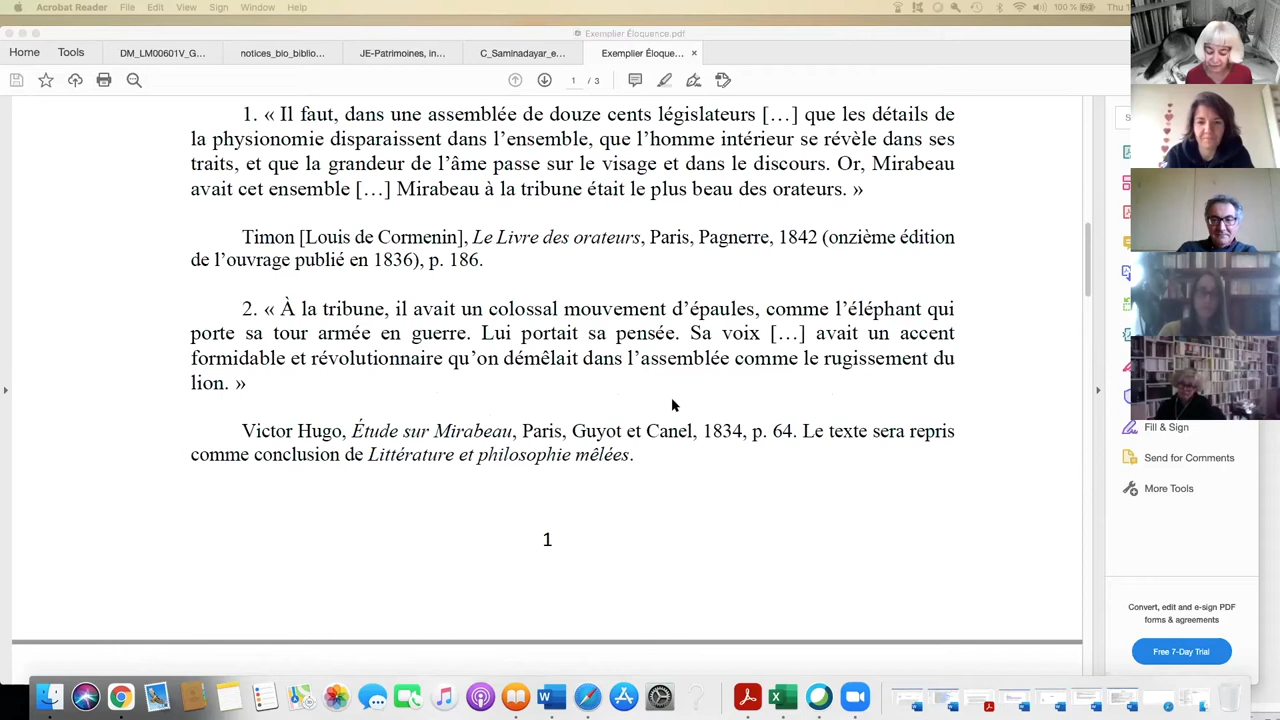 Acrobat Reader File Edit View Sign Window Help 100% Thu 1
Exemplier Éloquence.pdf
Home Tools DM_LM00601V_G... notices_bio_biblio... JE-Patrimoines, in... C_Saminadayar_e... Exemplier Éloque... ×
1 / 3
1. « Il faut, dans une assemblée de douze cents législateurs […] que les détails de
la physionomie disparaissent dans l’ensemble, que l’homme intérieur se révèle dans ses
traits, et que la grandeur de l’âme passe sur le visage et dans le discours. Or, Mirabeau
avait cet ensemble […] Mirabeau à la tribune était le plus beau des orateurs. »
Timon [Louis de Cormenin], Le Livre des orateurs, Paris, Pagnerre, 1842 (onzième édition
de l’ouvrage publié en 1836), p. 186.
2. « À la tribune, il avait un colossal mouvement d’épaules, comme l’éléphant qui
porte sa tour armée en guerre. Lui portait sa pensée. Sa voix […] avait un accent
formidable et révolutionnaire qu’on démêlait dans l’assemblée comme le rugissement du
lion. »
Victor Hugo, Étude sur Mirabeau, Paris, Guyot et Canel, 1834, p. 64. Le texte sera repris
comme conclusion de Littérature et philosophie mêlées.
1
Fill & Sign
Send for Comments
More Tools
Convert, edit and e-sign PDF
forms & agreements
Free 7-Day Trial